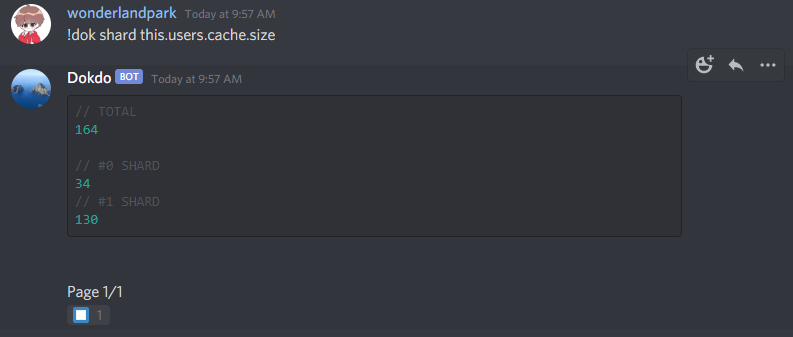 wonderlandpark Today at 9:57 AM
!dok shard this.users.cache.size
Dokdo BOT Today at 9:57 AM
// TOTAL
164
// #0 SHARD
34
// #1 SHARD
130
Page 1/1
1